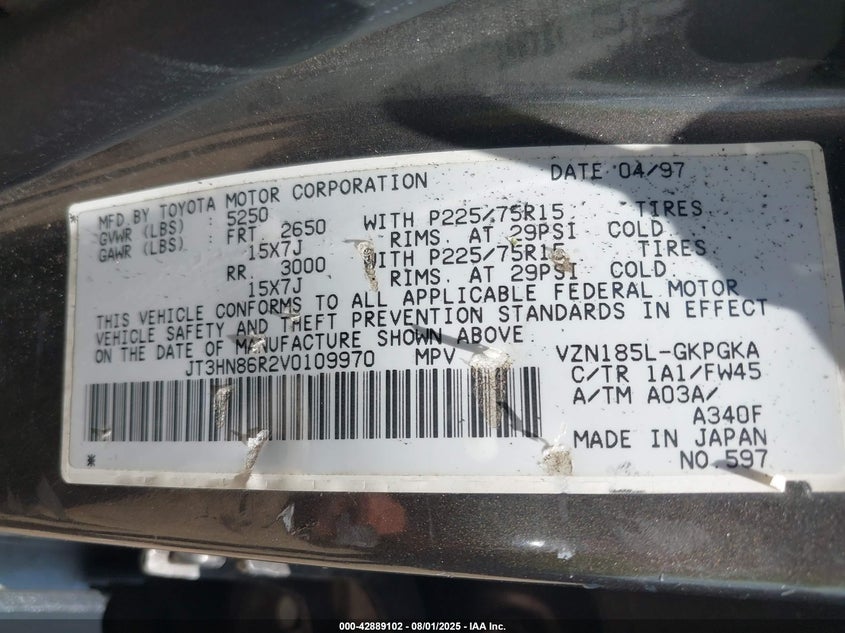 DATE 04/97
MFD BY TOYOTA MOTOR CORPORATION
GVWR (LBS) : 5250
GAWR (LBS) : FRT 2650 WITH P225/75R15 TIRES
15X7J RIMS. AT 29PSI COLD.
RR. 3000 WITH P225/75R15 TIRES
15X7J RIMS. AT 29PSI COLD.
THIS VEHICLE CONFORMS TO ALL APPLICABLE FEDERAL MOTOR
VEHICLE SAFETY AND THEFT PREVENTION STANDARDS IN EFFECT
ON THE DATE OF MANUFACTURE SHOWN ABOVE.
JT3HN86R2V0109970 MPV VZN185L-GKPGKA
C/TR 1A1/FW45
A/TM A03A/
A340F
MADE IN JAPAN
* NO.597
000-42889102 - 08/01/2025 - IAA Inc.